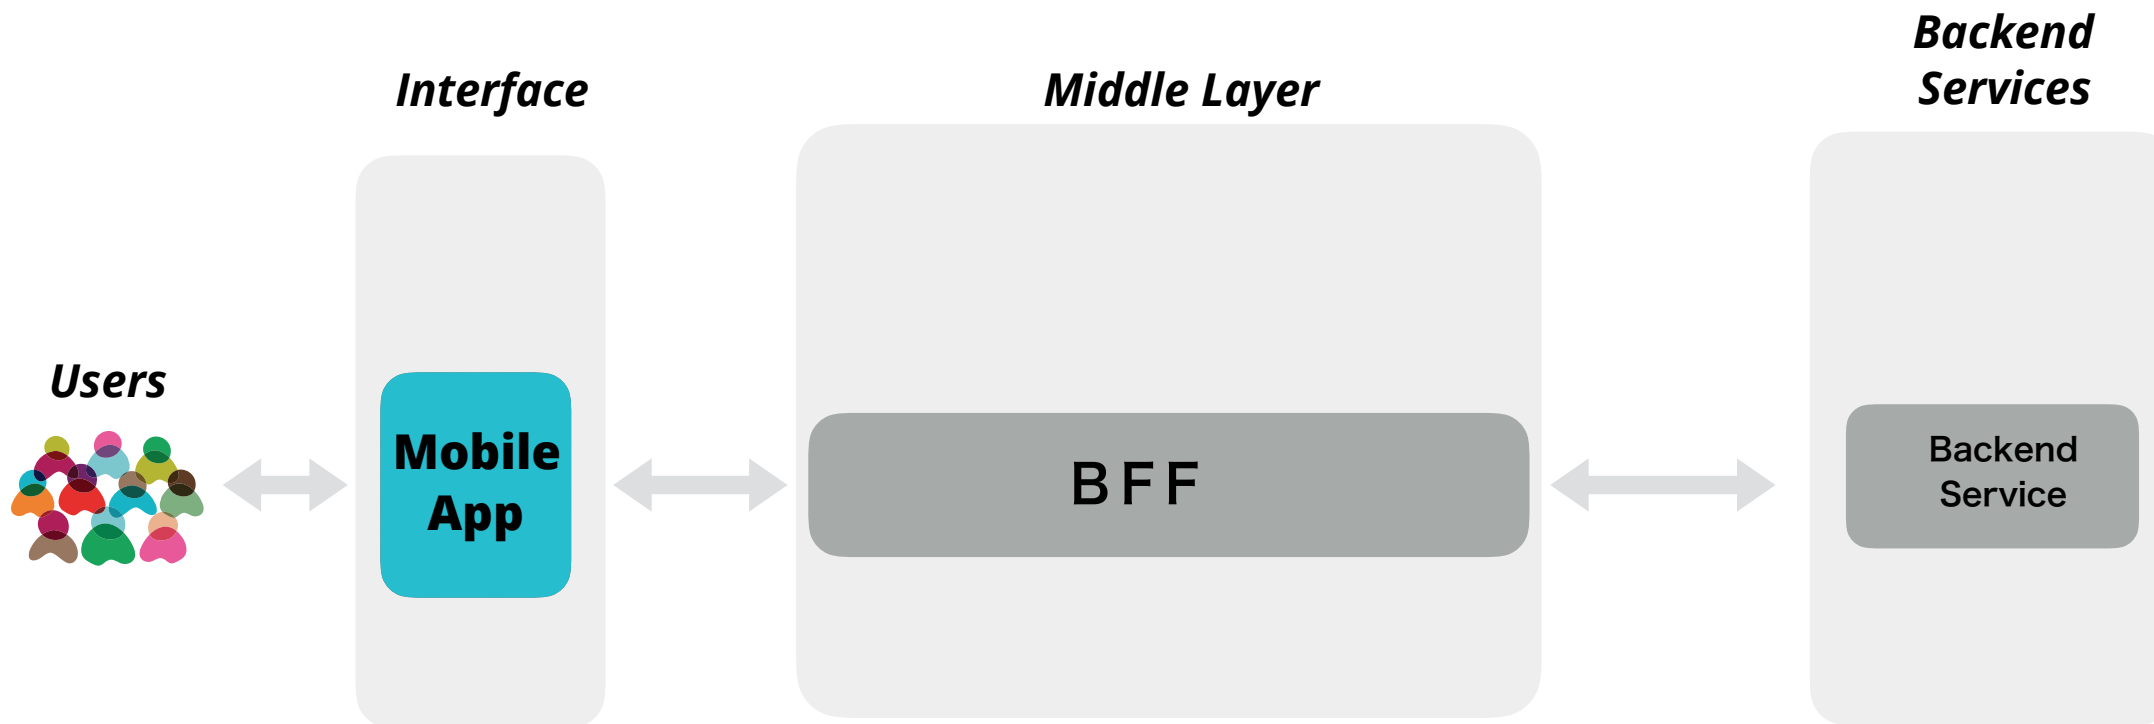 Backend
Services
Interface
Middle Layer
Users
Mobile
App
BFF
Backend
Service